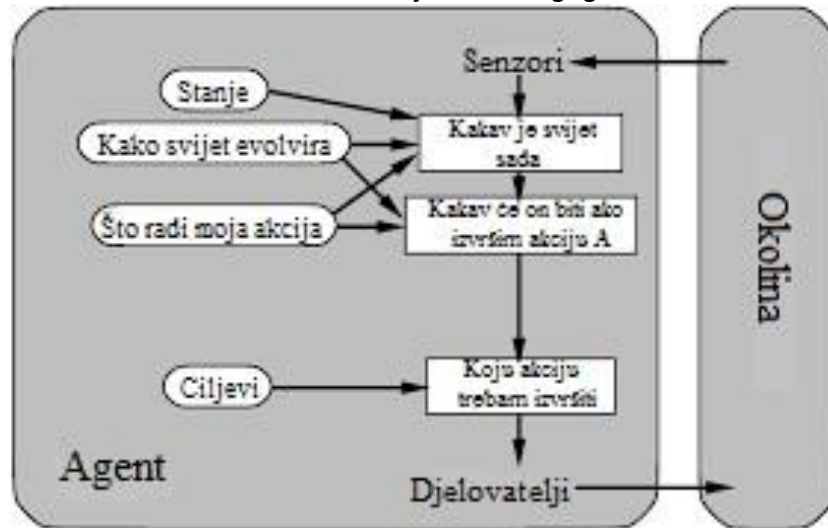 Senzori
Stanje
Kakav je svijet
sada
Kako svijet evolvira
Kakav će on biti ako
izvršim akciju A
Što radi moja akcija
Okolina
Koju akciju
trebam izvršiti
Ciljevi
Agent
Djelovatelji